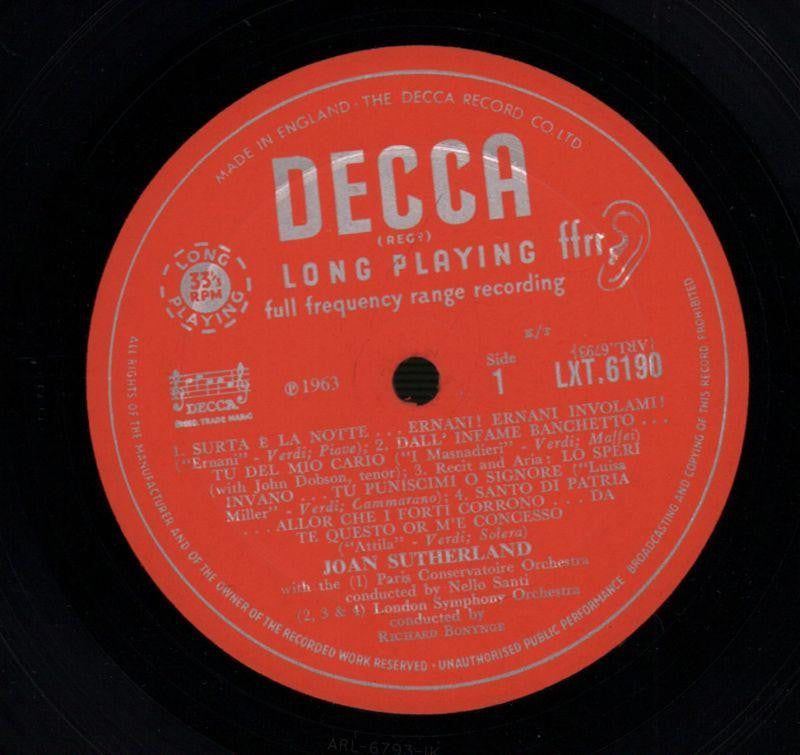 MADE IN ENGLAND · THE DECCA RECORD CO LTD
DECCA
(REGD)
LONG PLAYING ffrr
full frequency range recording
LONG
33⅓
RPM
PLAYING
DECCA
REGD. TRADE MARK
℗ 1963
x/x
Side
1
(ARL.6793)
LXT.6190
1. SURTA È LA NOTTE . . . ERNANI! ERNANI INVOLAMI!
("Ernani" - Verdi; Piave); 2. DALL' INFAME BANCHETTO . . .
TU DEL MIO CARIO ("I Masnadieri" - Verdi; Maffei)
(with John Dobson, tenor); 3. Recit and Aria: LO SPERI
INVANO . . . TU PUNISCIMI O SIGNORE ("Luisa
Miller" - Verdi; Cammarano); 4. SANTO DI PATRIA
. . . ALLOR CHE I FORTI CORRONO . . . DA
TE QUESTO OR M'E CONCESSO
("Attila" - Verdi; Solera)
JOAN SUTHERLAND
with the (1) Paris Conservatoire Orchestra
conducted by Nello Santi
(2, 3 & 4) London Symphony Orchestra
conducted by
RICHARD BONYNGE
ALL RIGHTS OF THE MANUFACTURER AND OF THE OWNER OF THE RECORDED WORK RESERVED · UNAUTHORISED PUBLIC PERFORMANCE BROADCASTING AND COPYING OF THIS RECORD PROHIBITED
ARL-6793-1K